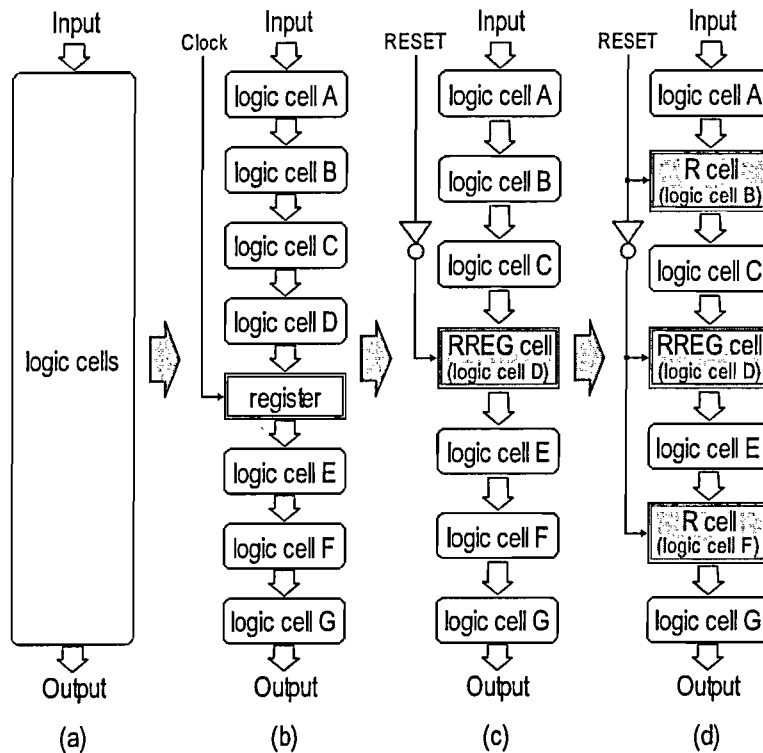 Input
logic cells
Output
(a)
Clock
Input
logic cell A
logic cell B
logic cell C
logic cell D
register
logic cell E
logic cell F
logic cell G
Output
(b)
RESET
Input
logic cell A
logic cell B
logic cell C
RREG cell
(logic cell D)
logic cell E
logic cell F
logic cell G
Output
(c)
RESET
Input
logic cell A
R cell
(logic cell B)
logic cell C
RREG cell
(logic cell D)
logic cell E
R cell
(logic cell F)
logic cell G
Output
(d)